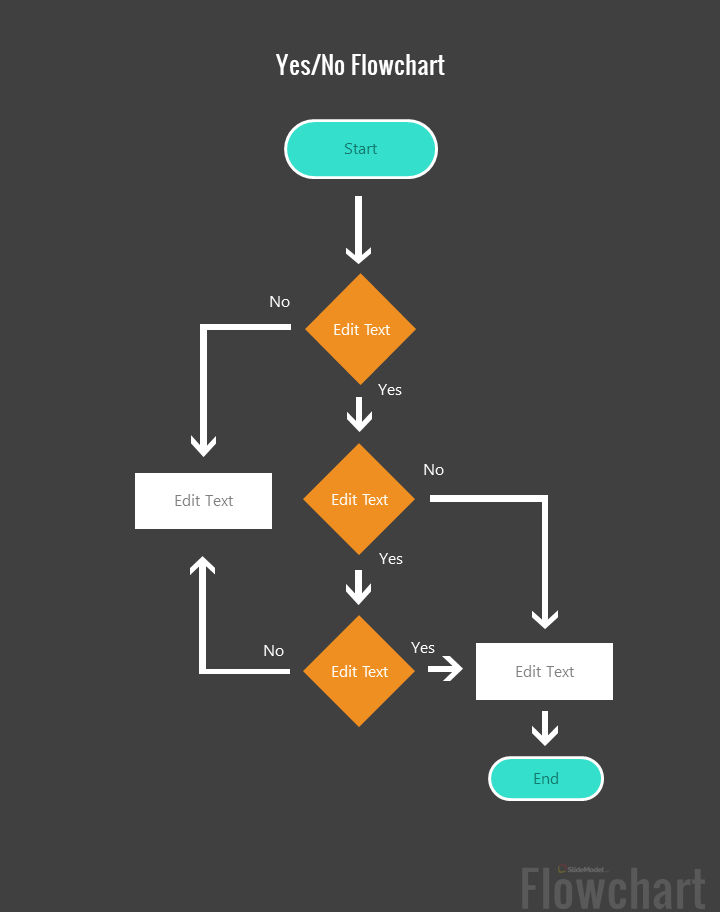 Yes/No Flowchart
Start
No
Edit Text
Yes
No
Edit Text
Edit Text
Yes
No
Edit Text
Yes
Edit Text
End
SlideModel
Flowchart